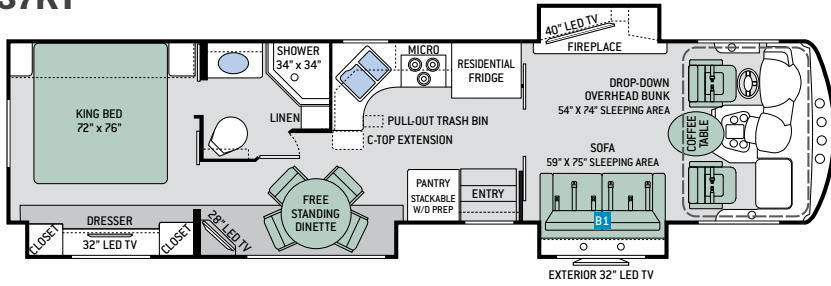 37KT
KING BED
72" x 76"
SHOWER
34" x 34"
LINEN
MICRO
RESIDENTIAL
FRIDGE
PULL-OUT TRASH BIN
C-TOP EXTENSION
40" LED TV
FIREPLACE
DROP-DOWN
OVERHEAD BUNK
54" X 74" SLEEPING AREA
COFFEE
TABLE
SOFA
59" X 75" SLEEPING AREA
B1
PANTRY
STACKABLE
W/D PREP
ENTRY
FREE
STANDING
DINETTE
28" LED TV
DRESSER
CLOSET
32" LED TV
CLOSET
EXTERIOR 32" LED TV